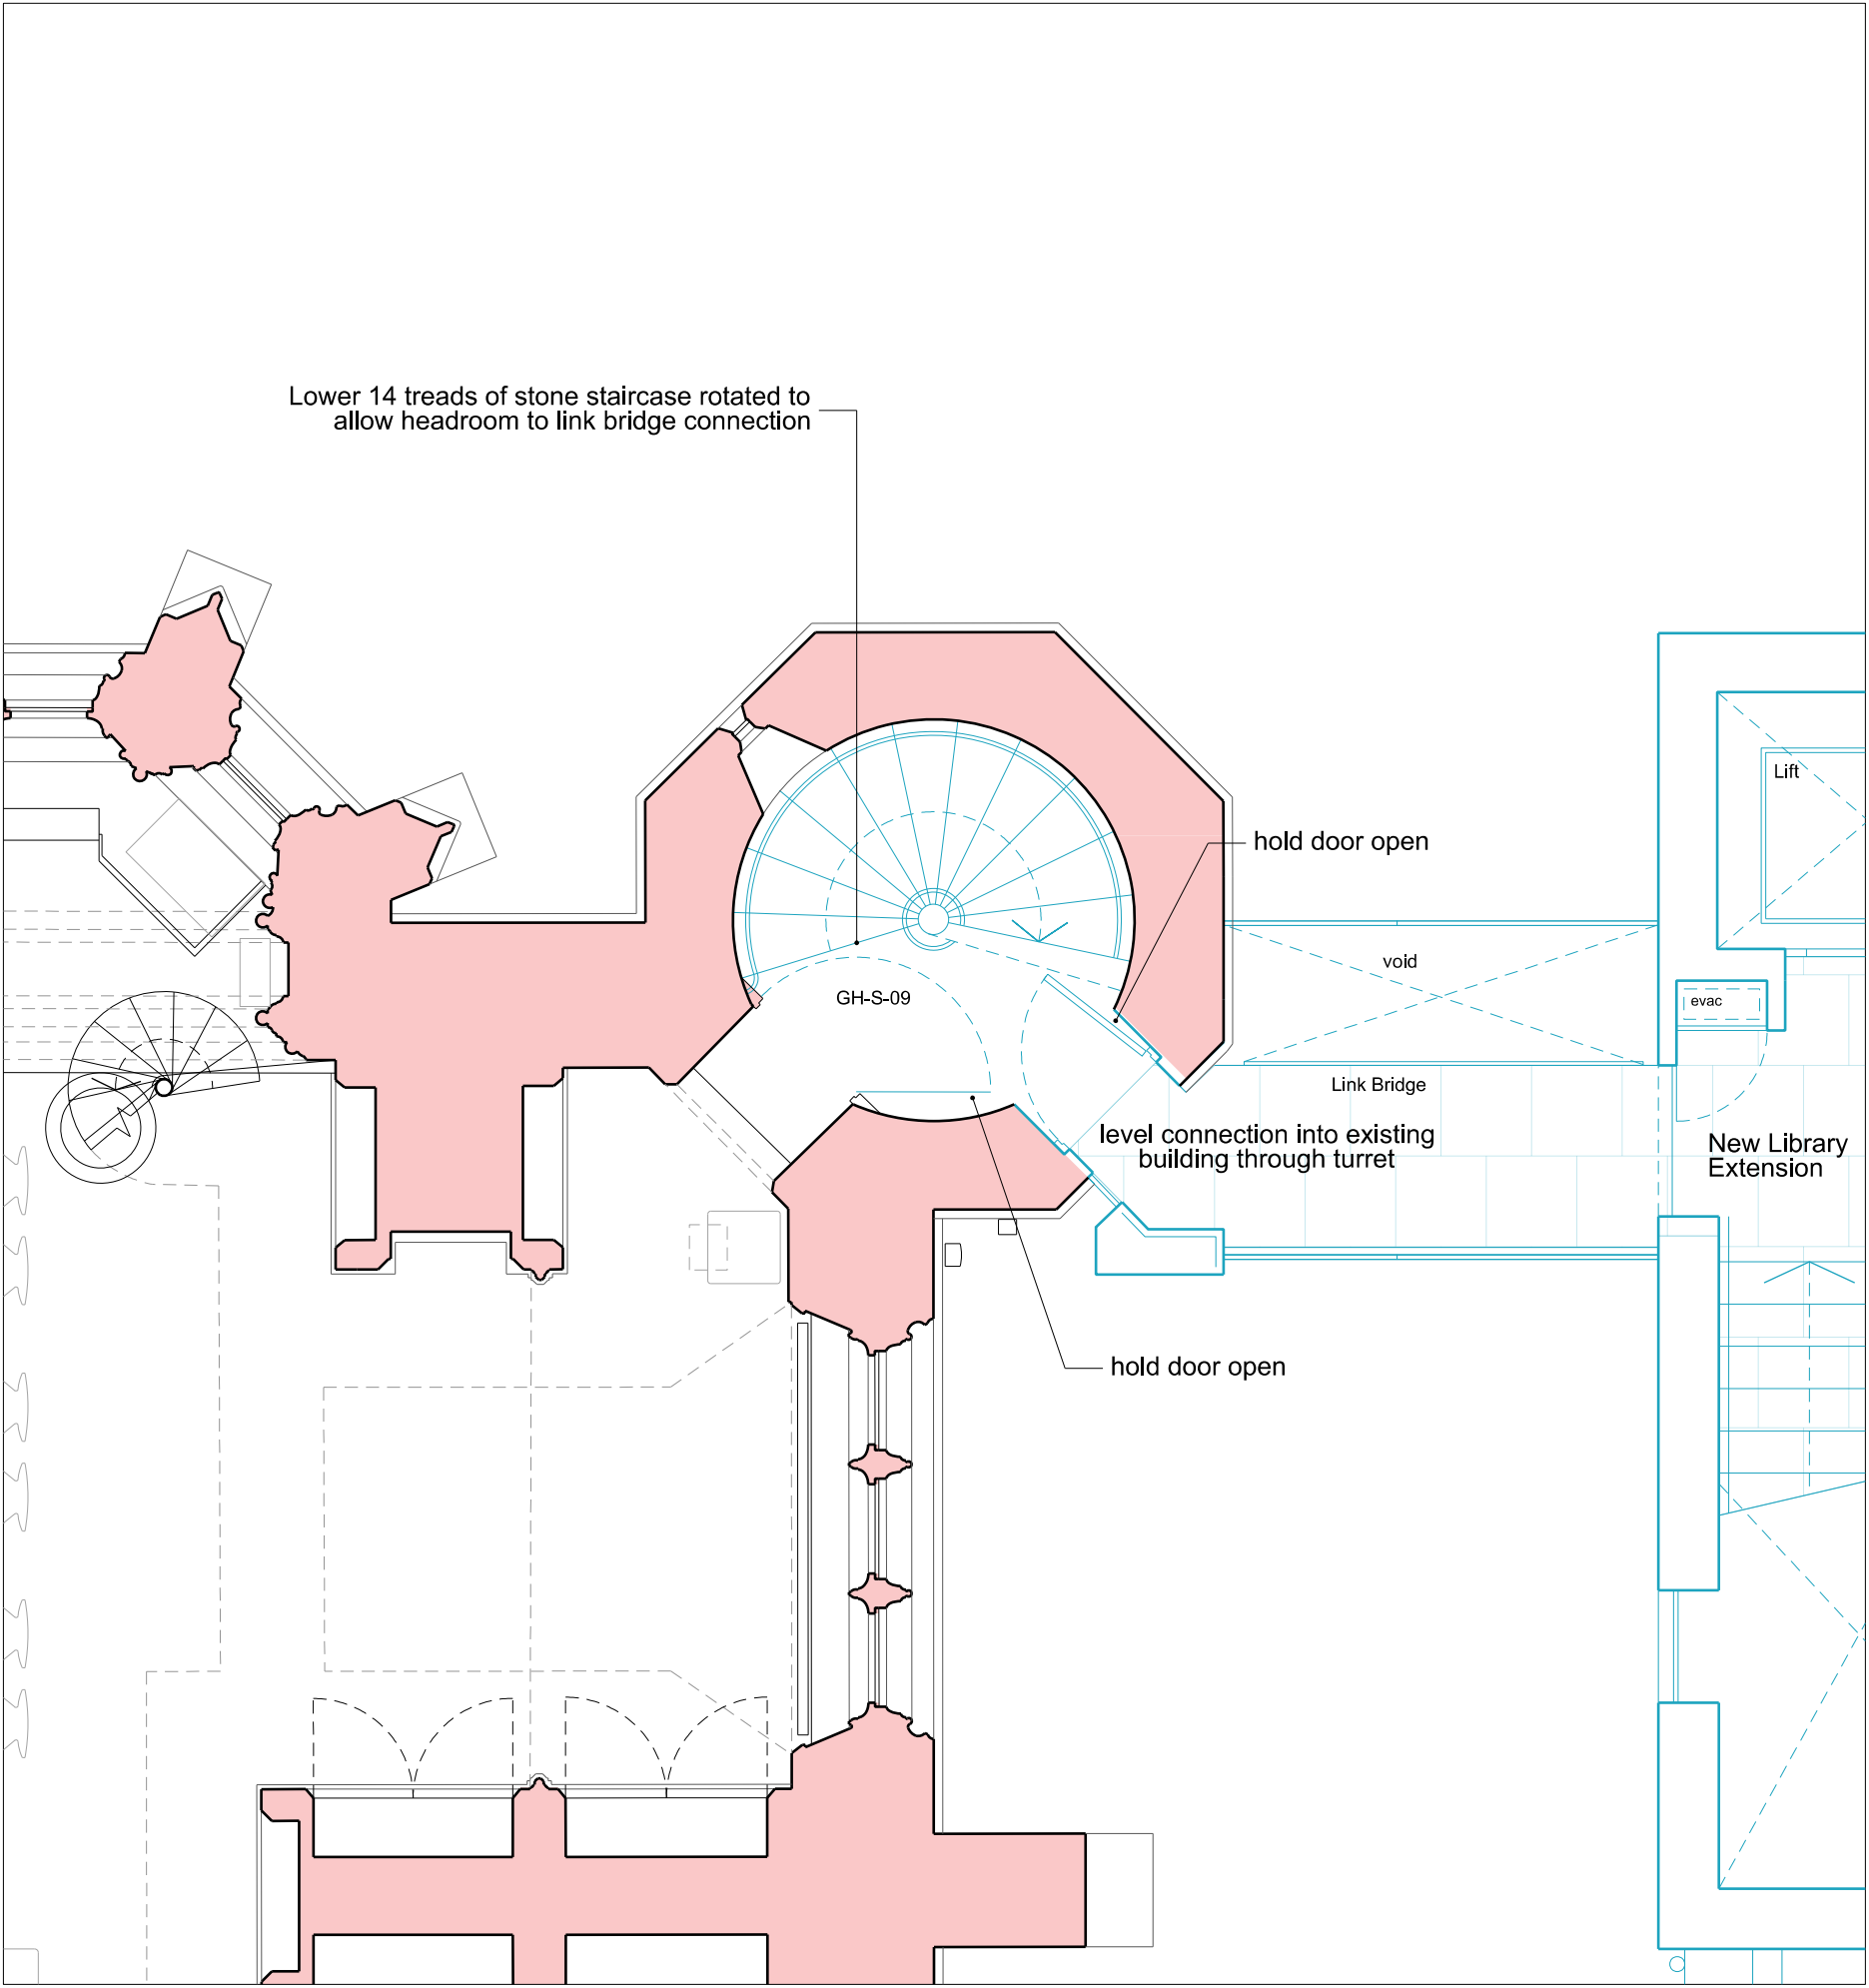 Lower 14 treads of stone staircase rotated to
allow headroom to link bridge connection
Lift
hold door open
void
GH-S-09
evac
Link Bridge
level connection into existing
building through turret
New Library
Extension
hold door open